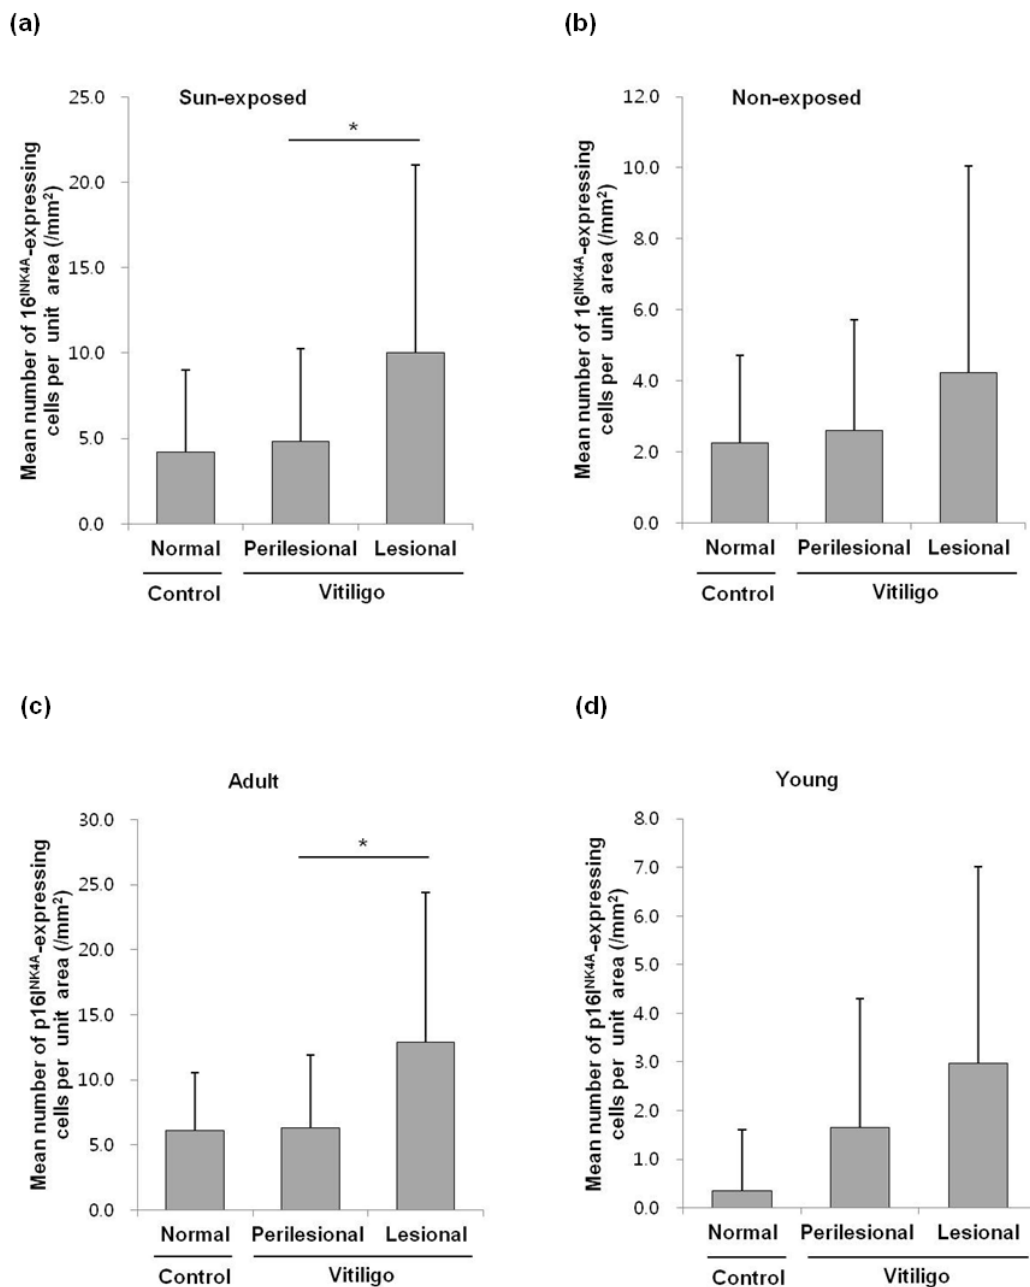 (a)
Sun-exposed
Mean number of 16ᴵᴺᴷ⁴ᴬ-expressing
cells per unit area (/mm²)
25.0
20.0
15.0
10.0
5.0
0.0
*
Normal Perilesional Lesional
Control Vitiligo
(b)
Non-exposed
Mean number of 16ᴵᴺᴷ⁴ᴬ-expressing
cells per unit area (/mm²)
12.0
10.0
8.0
6.0
4.0
2.0
0.0
Normal Perilesional Lesional
Control Vitiligo
(c)
Adult
Mean number of p16Iᴵᴺᴷ⁴ᴬ-expressing
cells per unit area (/mm²)
30.0
25.0
20.0
15.0
10.0
5.0
0.0
*
Normal Perilesional Lesional
Control Vitiligo
(d)
Young
Mean number of p16Iᴵᴺᴷ⁴ᴬ-expressing
cells per unit area (/mm²)
8.0
7.0
6.0
5.0
4.0
3.0
2.0
1.0
0.0
Normal Perilesional Lesional
Control Vitiligo